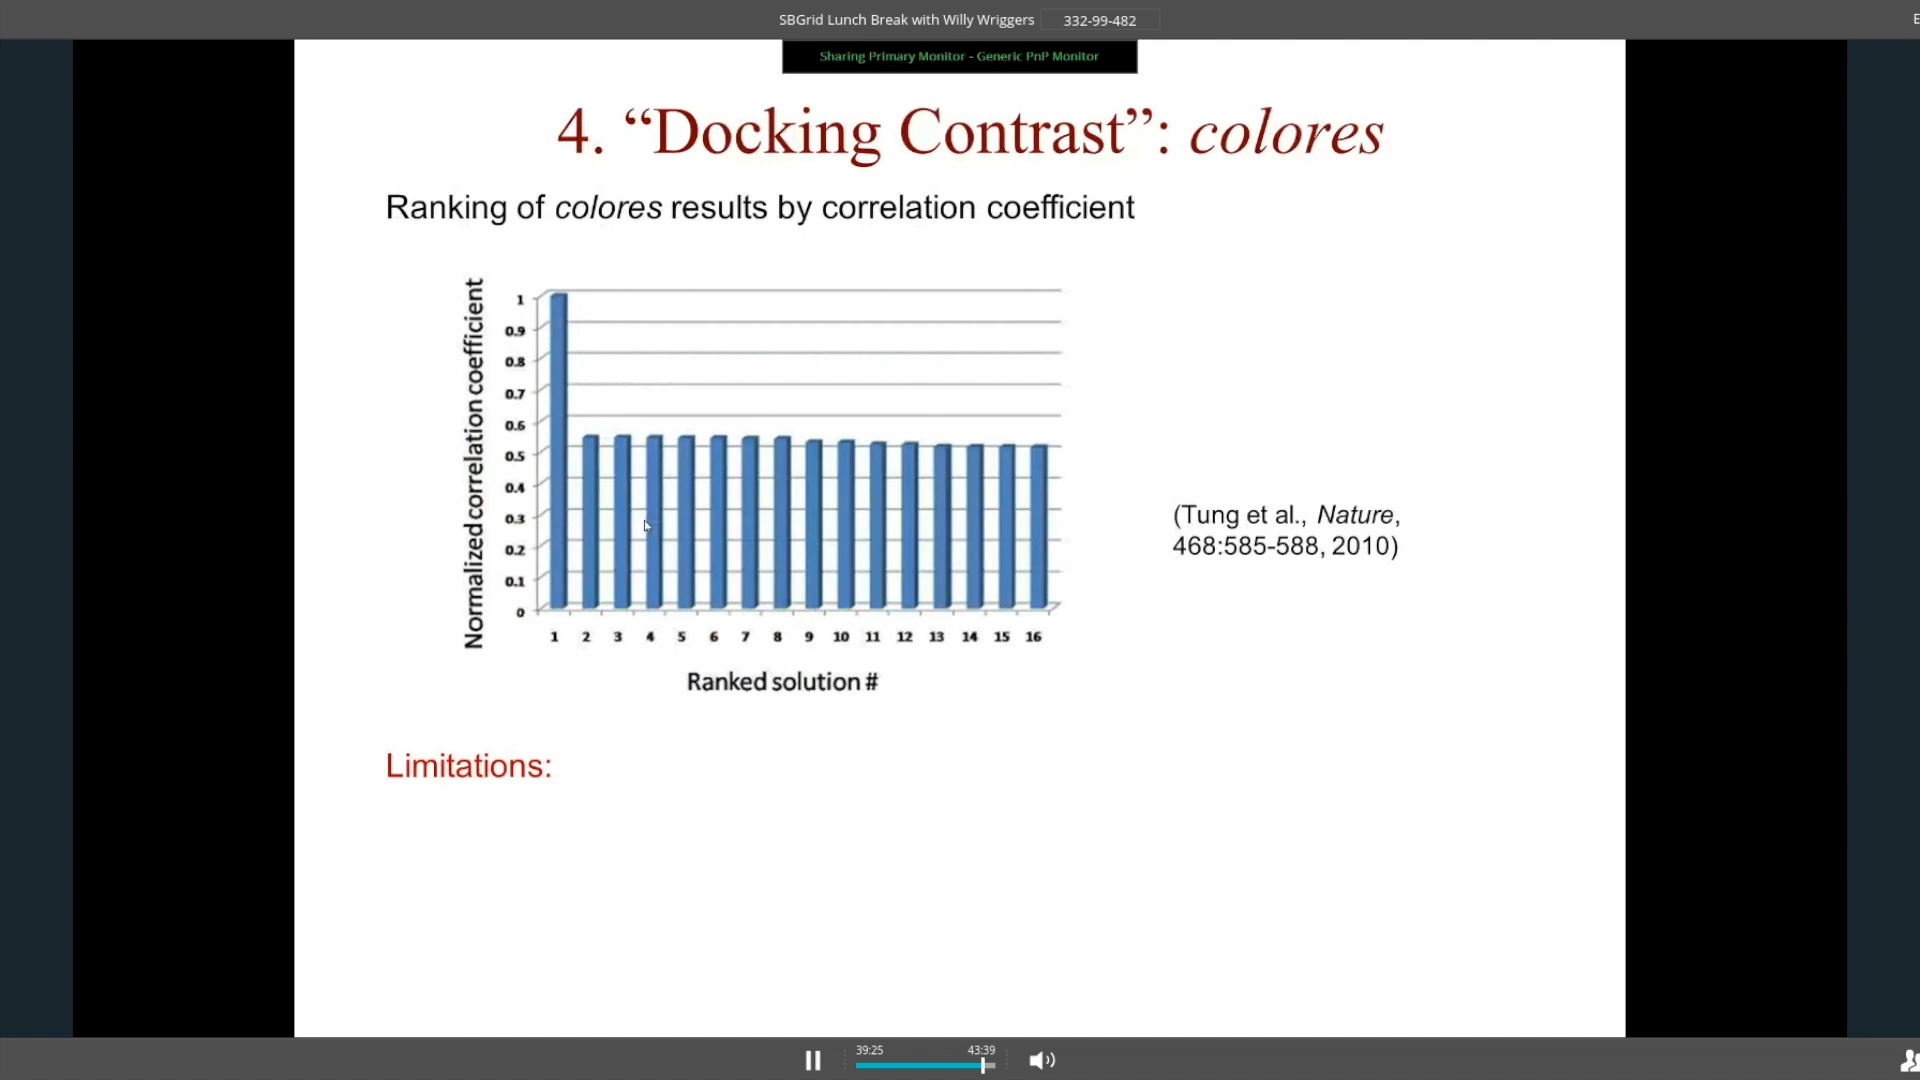 SBGrid Lunch Break with Willy Wriggers 332-99-482 E
Sharing Primary Monitor - Generic PnP Monitor
4. “Docking Contrast”: colores
Ranking of colores results by correlation coefficient
Normalized correlation coefficient
1
0.9
0.8
0.7
0.6
0.5
0.4
0.3
0.2
0.1
0
1 2 3 4 5 6 7 8 9 10 11 12 13 14 15 16
Ranked solution #
(Tung et al., Nature,
468:585-588, 2010)
Limitations:
39:25 43:39